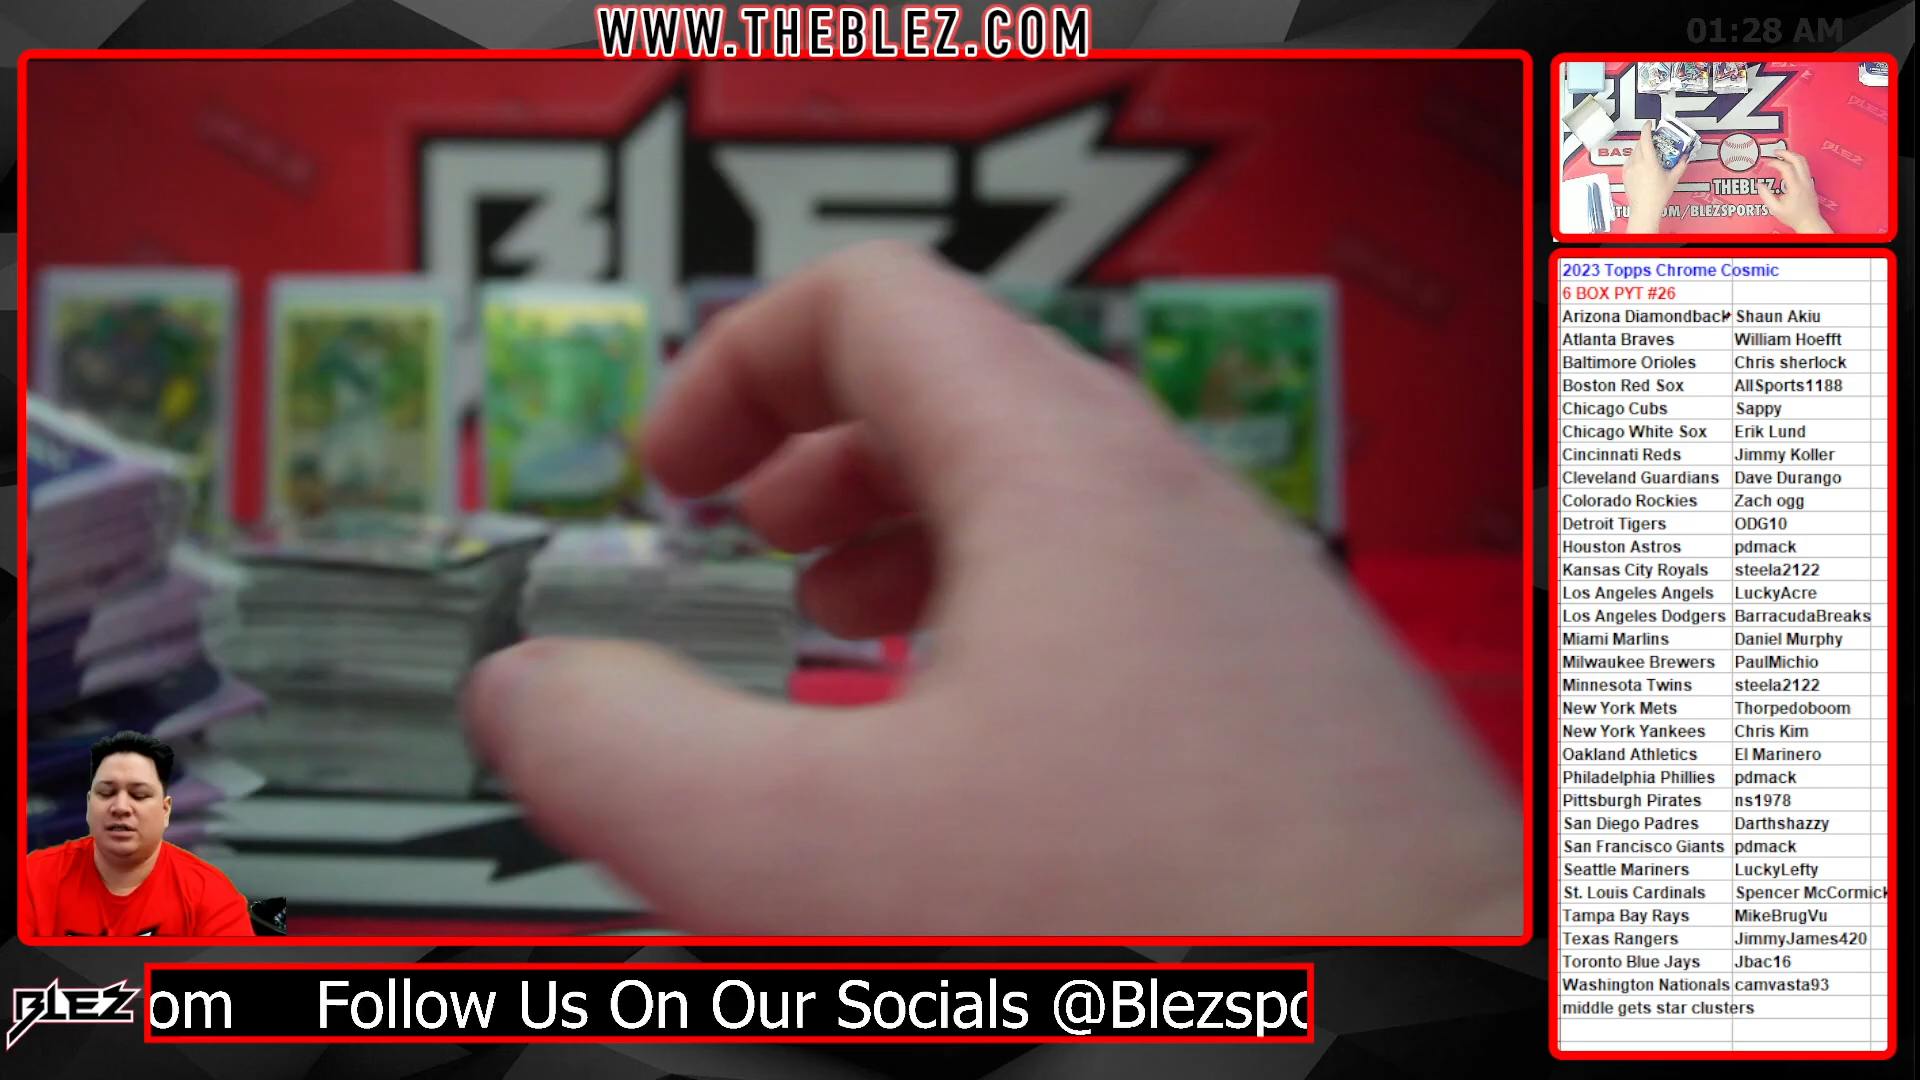 WWW.THEBLEZ.COM
01:28 AM
BLEZ
BLEZ
THEBLEZ.C
OM/BLEZSPORTS
2023 Topps Chrome Cosmic
6 BOX PYT #26
Arizona Diamondback Shaun Akiu
Atlanta Braves William Hoefft
Baltimore Orioles Chris sherlock
Boston Red Sox AllSports1188
Chicago Cubs Sappy
Chicago White Sox Erik Lund
Cincinnati Reds Jimmy Koller
Cleveland Guardians Dave Durango
Colorado Rockies Zach ogg
Detroit Tigers ODG10
Houston Astros pdmack
Kansas City Royals steela2122
Los Angeles Angels LuckyAcre
Los Angeles Dodgers BarracudaBreaks
Miami Marlins Daniel Murphy
Milwaukee Brewers PaulMichio
Minnesota Twins steela2122
New York Mets Thorpedoboom
New York Yankees Chris Kim
Oakland Athletics El Marinero
Philadelphia Phillies pdmack
Pittsburgh Pirates ns1978
San Diego Padres Darthshazzy
San Francisco Giants pdmack
Seattle Mariners LuckyLefty
St. Louis Cardinals Spencer McCormick
Tampa Bay Rays MikeBrugVu
Texas Rangers JimmyJames420
Toronto Blue Jays Jbac16
Washington Nationals camvasta93
middle gets star clusters
BLEZ
om Follow Us On Our Socials @Blezspo